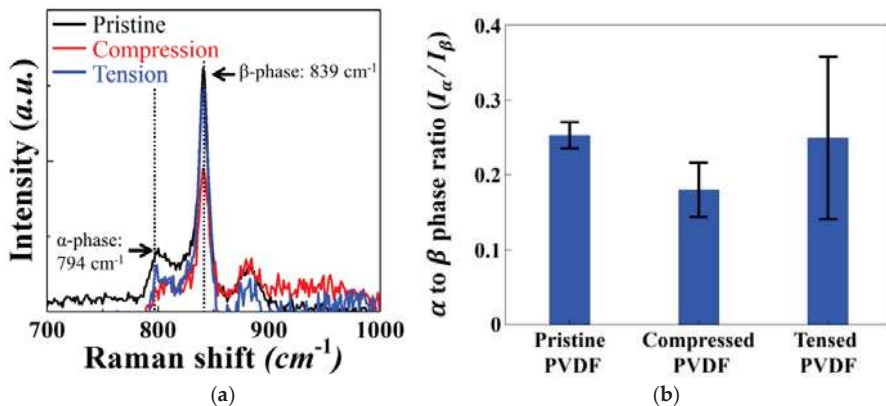 Pristine
Compression
Tension
β-phase: 839 cm⁻¹
α-phase:
794 cm⁻¹
Intensity (a.u.)
700 800 900 1000
Raman shift (cm⁻¹)
(a)
α to β phase ratio (Iα/Iβ)
0.4
0.3
0.2
0.1
0
Pristine PVDF
Compressed PVDF
Tensed PVDF
(b)